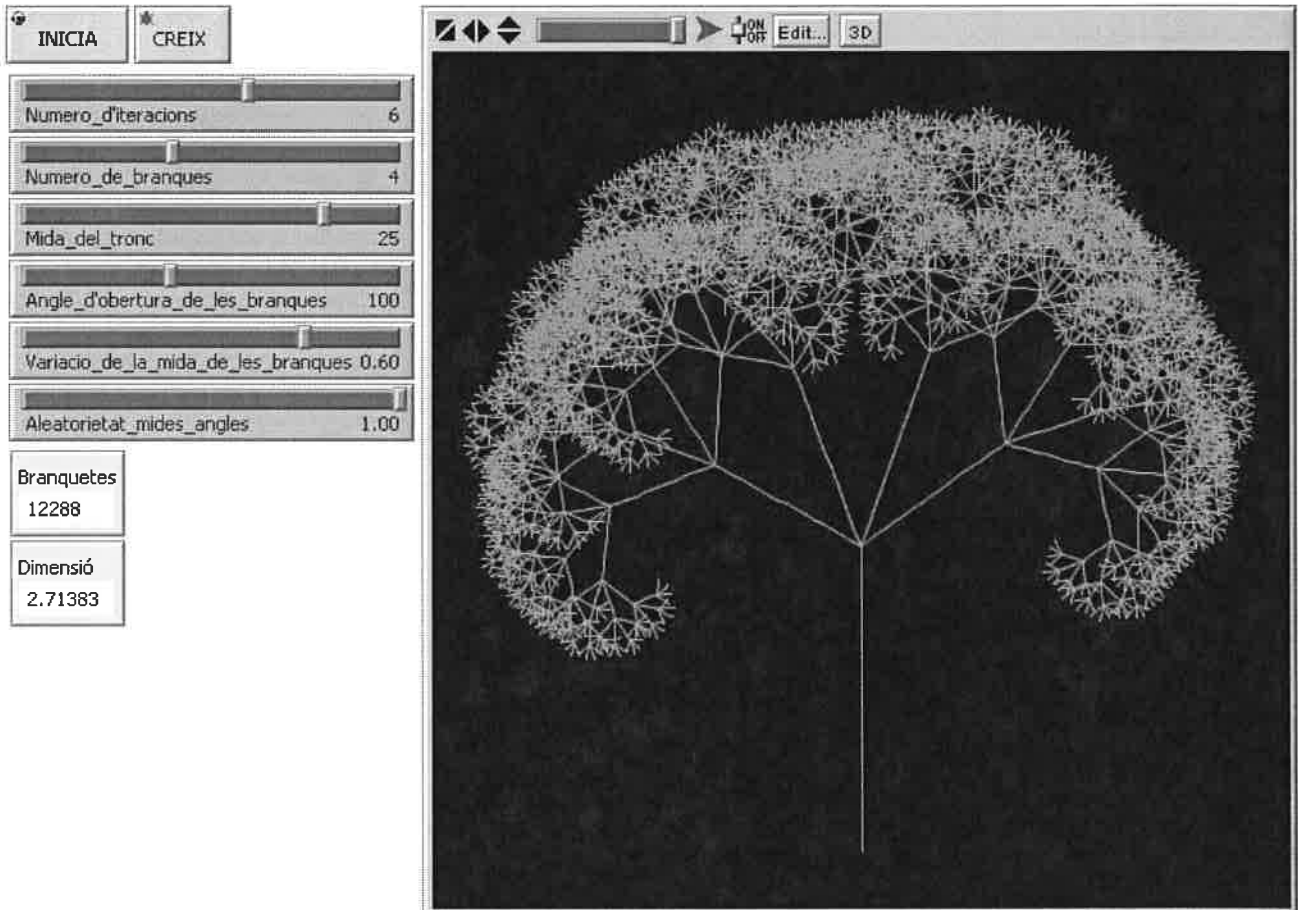 INICIA
CREIX
ON
OFF
Edit...
3D
Numero_d'iteracions 6
Numero_de_branques 4
Mida_del_tronc 25
Angle_d'obertura_de_les_branques 100
Variacio_de_la_mida_de_les_branques 0.60
Aleatorietat_mides_angles 1.00
Branquetes
12288
Dimensió
2.71383